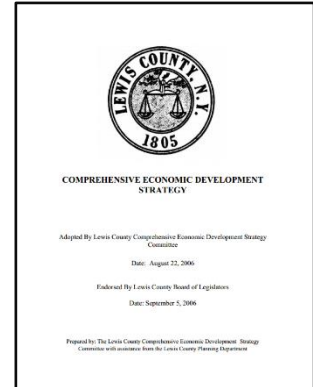 LEWIS COUNTY, N.Y.
1805
COMPREHENSIVE ECONOMIC DEVELOPMENT
STRATEGY
Adopted By Lewis County Comprehensive Economic Development Strategy
Committee
Date: August 22, 2006
Endorsed By Lewis County Board of Legislators
Date: September 5, 2006
Prepared by: The Lewis County Comprehensive Economic Development Strategy
Committee with assistance from the Lewis County Planning Department